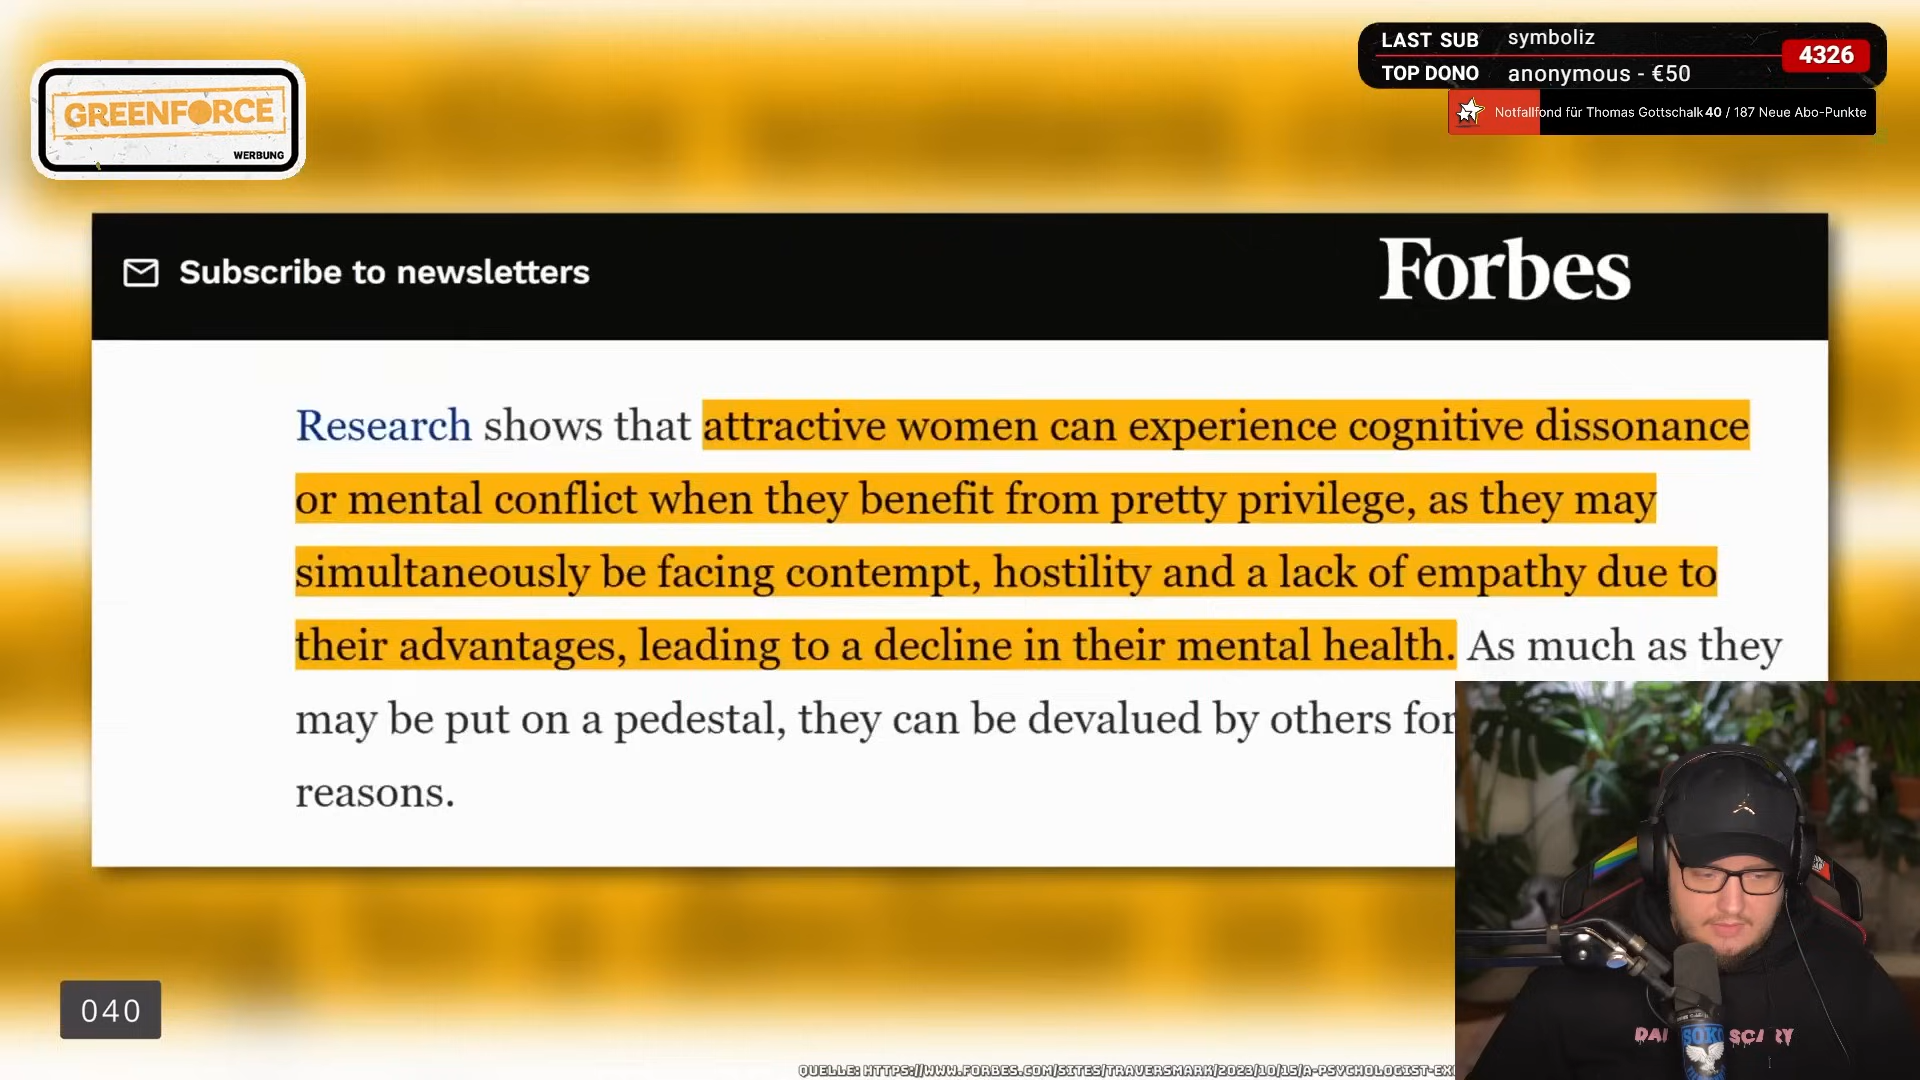 GREENFORCE
WERBUNG
LAST SUB symboliz
4326
TOP DONO anonymous - €50
Notfallfond für Thomas Gottschalk 40 / 187 Neue Abo-Punkte
Subscribe to newsletters
Forbes
Research shows that attractive women can experience cognitive dissonance
or mental conflict when they benefit from pretty privilege, as they may
simultaneously be facing contempt, hostility and a lack of empathy due to
their advantages, leading to a decline in their mental health. As much as they
may be put on a pedestal, they can be devalued by others for
reasons.
040
QUELLE: HTTPS://WWW.FORBES.COM/SITES/TRAVERSMARK/2023/10/15/A-PSYCHOLOGIST-EX